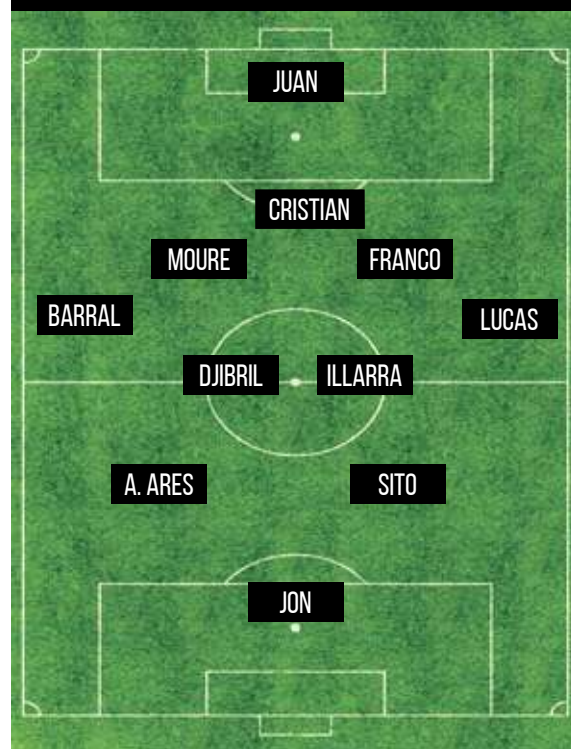 JUAN
CRISTIAN
MOURE
FRANCO
BARRAL
LUCAS
DJIBRIL
ILLARRA
A. ARES
SITO
JON